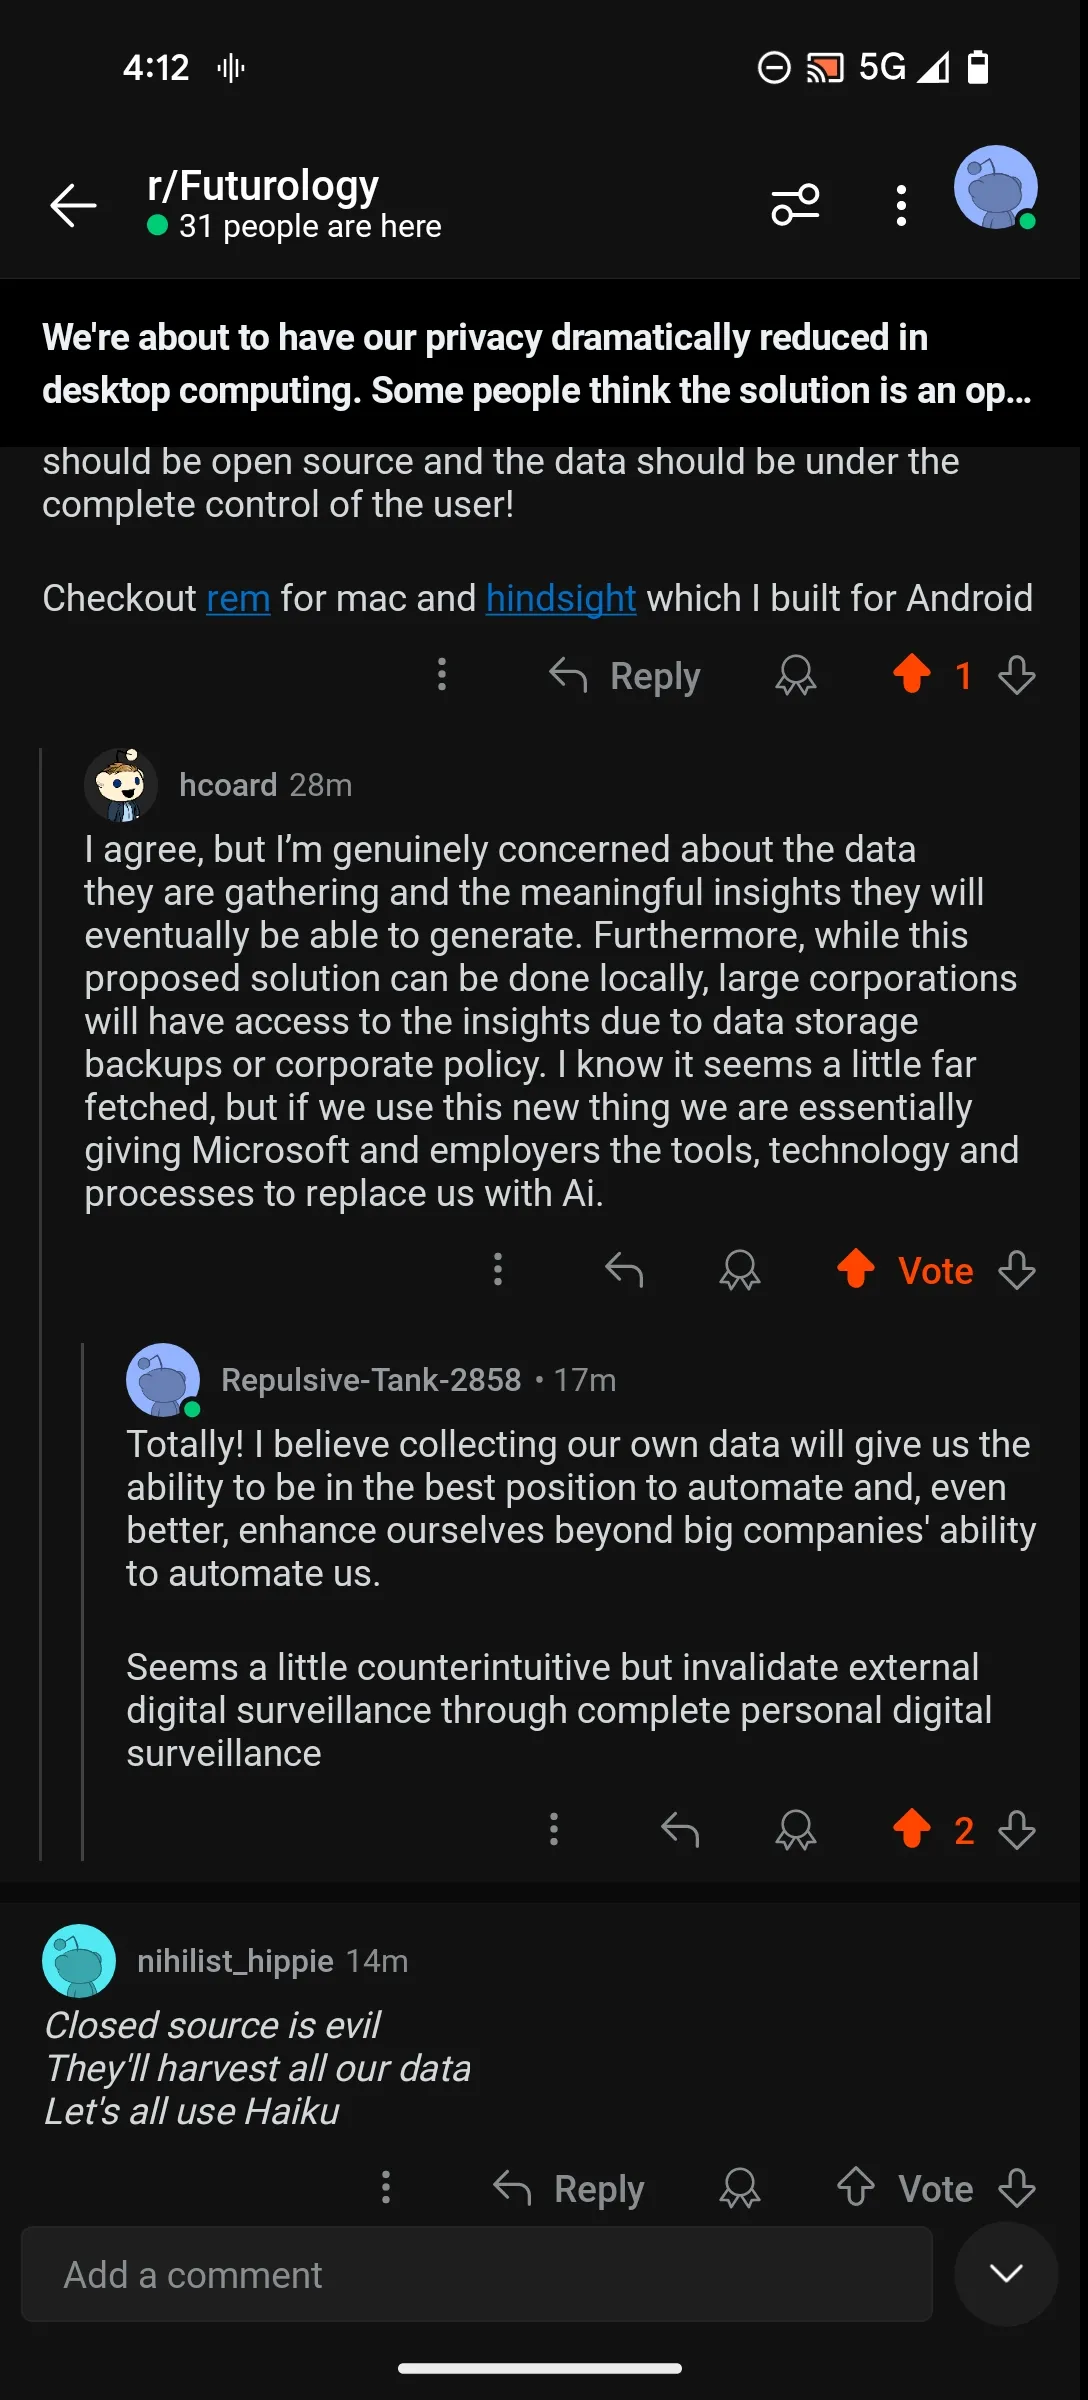 4:12
5G
r/Futurology
31 people are here
We're about to have our privacy dramatically reduced in
desktop computing. Some people think the solution is an op...
should be open source and the data should be under the
complete control of the user!
Checkout rem for mac and hindsight which I built for Android
Reply
1
hcoard 28m
I agree, but I’m genuinely concerned about the data
they are gathering and the meaningful insights they will
eventually be able to generate. Furthermore, while this
proposed solution can be done locally, large corporations
will have access to the insights due to data storage
backups or corporate policy. I know it seems a little far
fetched, but if we use this new thing we are essentially
giving Microsoft and employers the tools, technology and
processes to replace us with Ai.
Vote
Repulsive-Tank-2858 • 17m
Totally! I believe collecting our own data will give us the
ability to be in the best position to automate and, even
better, enhance ourselves beyond big companies' ability
to automate us.
Seems a little counterintuitive but invalidate external
digital surveillance through complete personal digital
surveillance
2
nihilist_hippie 14m
Closed source is evil
They'll harvest all our data
Let's all use Haiku
Reply
Vote
Add a comment